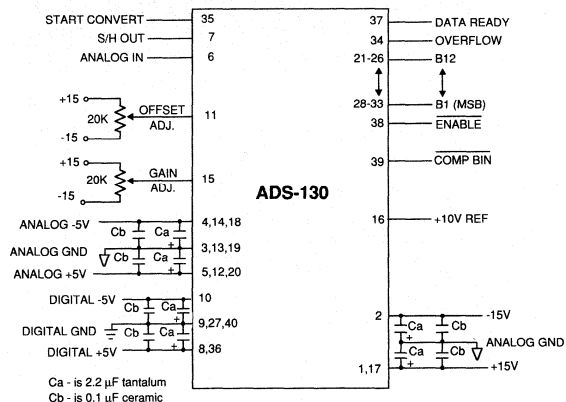 START CONVERT 35
S/H OUT 7
ANALOG IN 6
+15
20K
-15
OFFSET
ADJ.
11
+15
20K
-15
GAIN
ADJ.
15
ANALOG -5V 4,14,18
Cb Ca
+
ANALOG GND 3,13,19
Cb Ca
+
ANALOG +5V 5,12,20
DIGITAL -5V 10
Cb Ca
+
DIGITAL GND 9,27,40
Cb Ca
+
DIGITAL +5V 8,36
Ca - is 2.2 µF tantalum
Cb - is 0.1 µF ceramic
ADS-130
37 DATA READY
34 OVERFLOW
21-26 B12
28-33 B1 (MSB)
38 ENABLE
39 COMP BIN
16 +10V REF
2 -15V
Ca Cb
+
ANALOG GND
Ca Cb
+
1,17 +15V